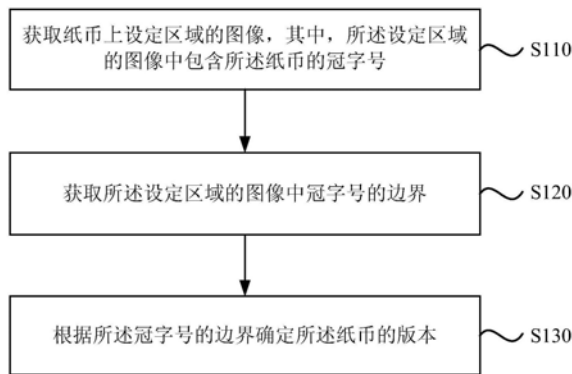 获取纸币上设定区域的图像，其中，所述设定区域
的图像中包含所述纸币的冠字号
S110
获取所述设定区域的图像中冠字号的边界
S120
根据所述冠字号的边界确定所述纸币的版本
S130